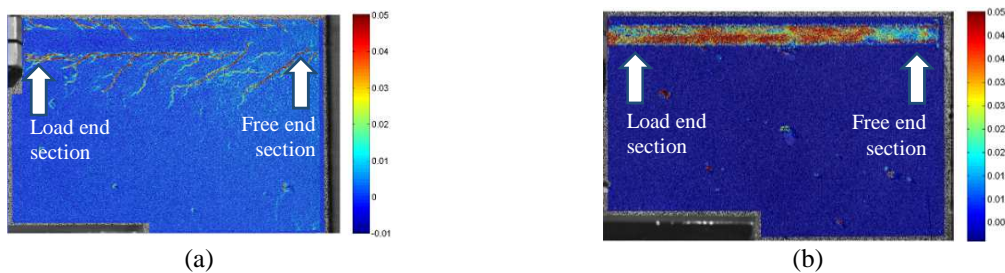 0.05
0.04
0.03
0.02
0.01
0
-0.01
Load end
section
Free end
section
(a)
0.05
0.04
0.03
0.02
0.01
0.00
Load end
section
Free end
section
(b)